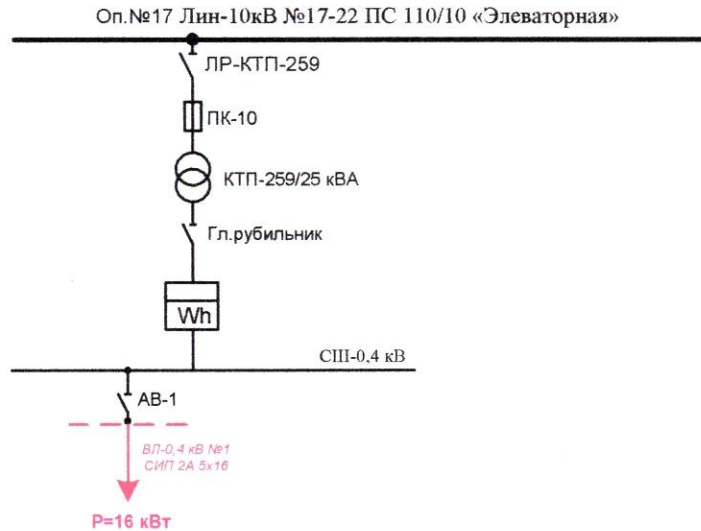 Оп.№17 Лин-10кВ №17-22 ПС 110/10 «Элеваторная»
ЛР-КТП-259
ПК-10
КТП-259/25 кВА
Гл.рубильник
Wh
СШ-0,4 кВ
АВ-1
ВЛ-0,4 кВ №1
СИП 2А 5х16
Р=16 кВт